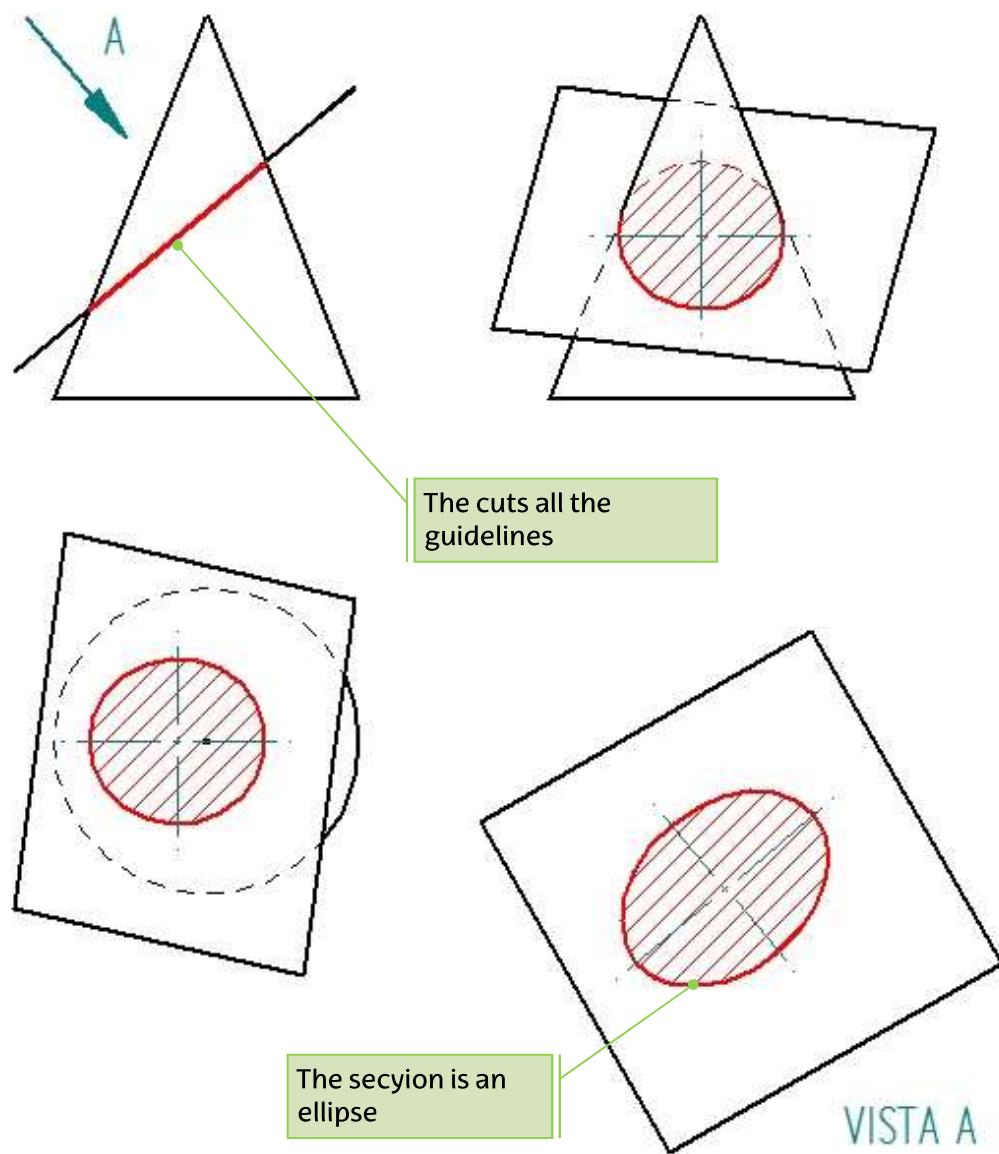 A
The cuts all the
guidelines
The secyion is an
ellipse
VISTA A